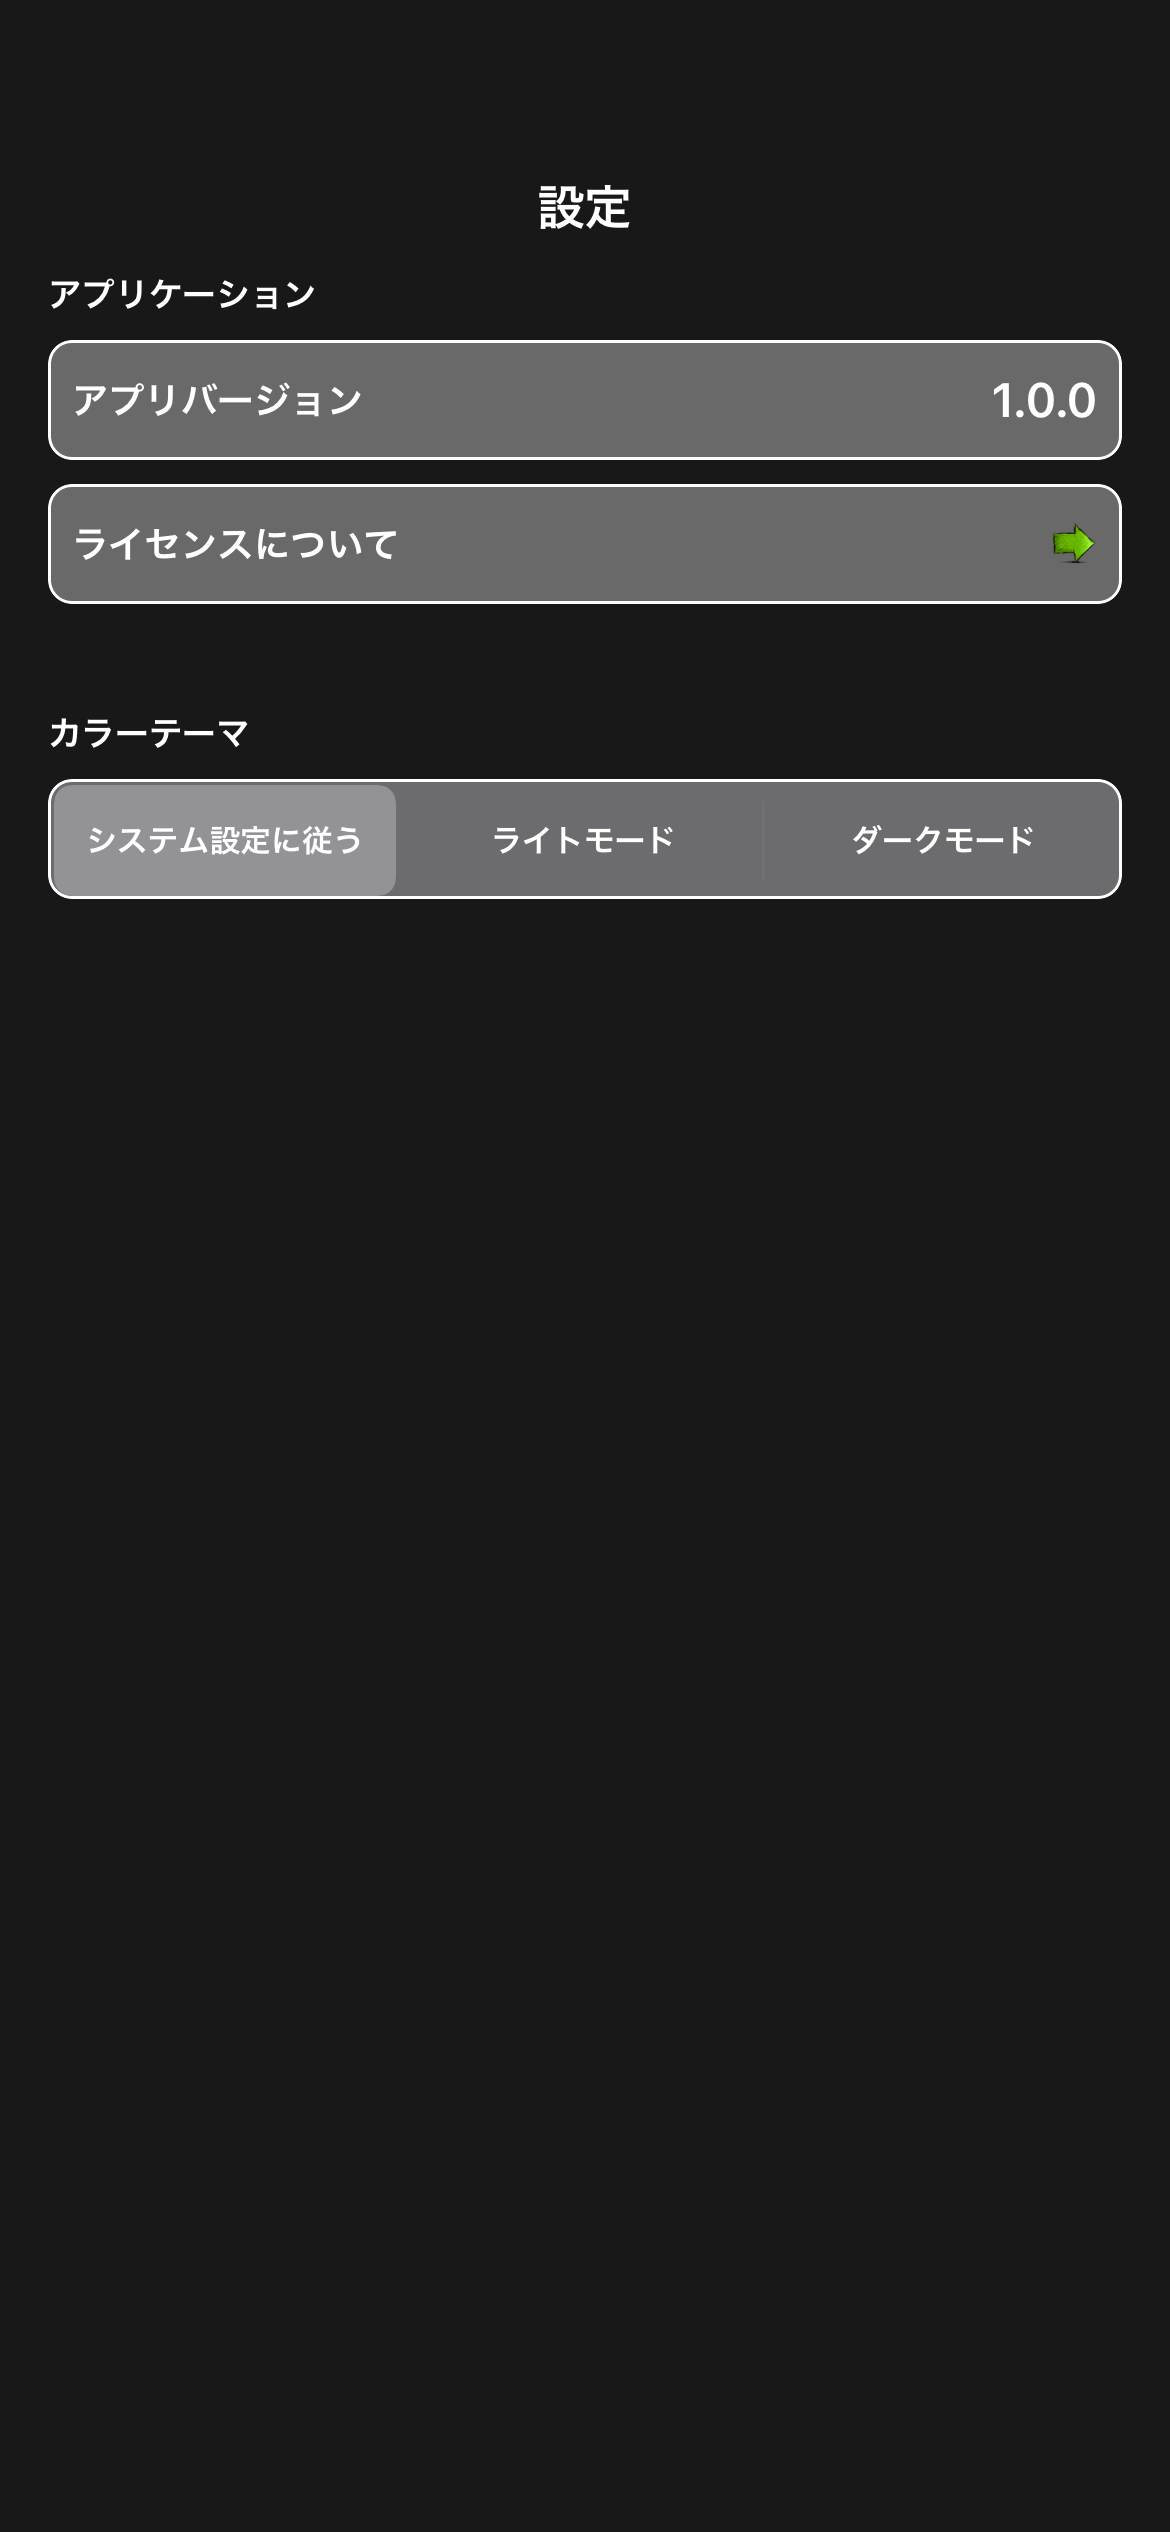 設定
アプリケーション
アプリバージョン 1.0.0
ライセンスについて
カラーテーマ
システム設定に従う ライトモード ダークモード